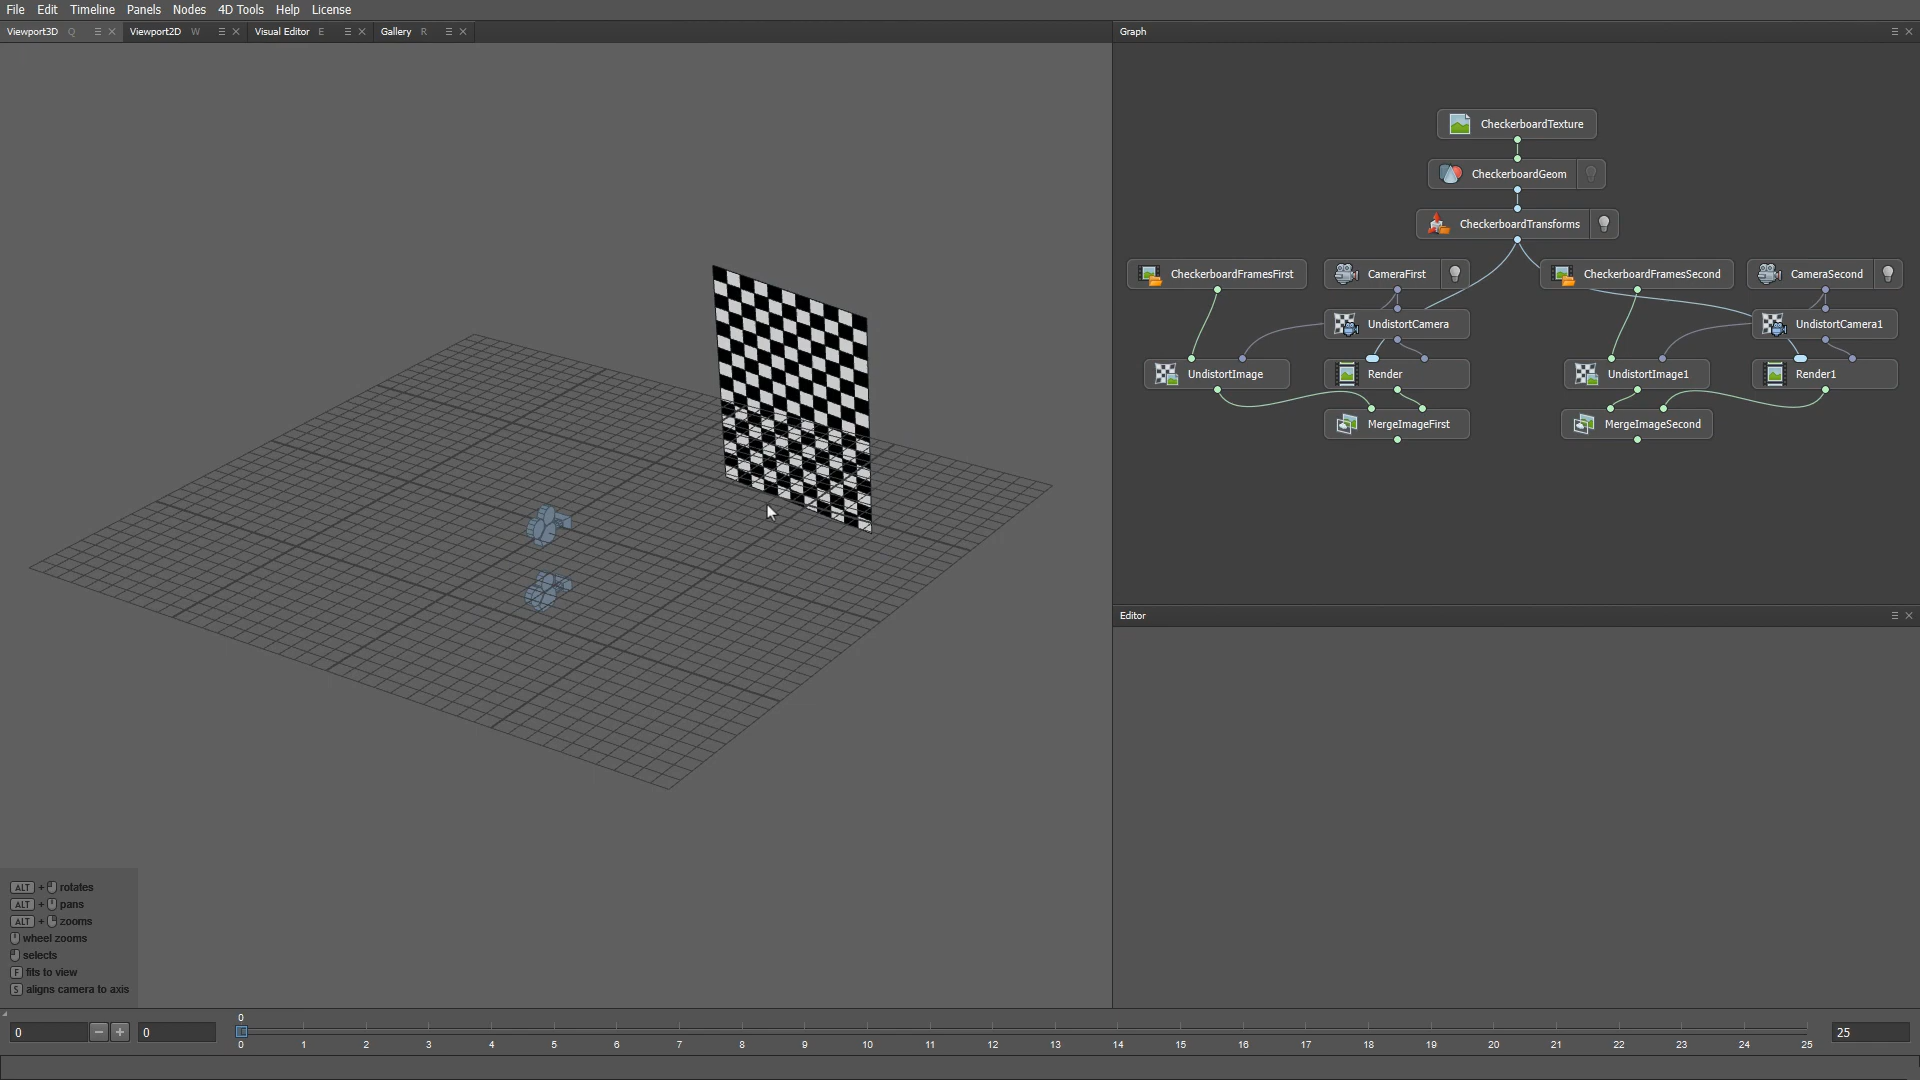 File Edit Timeline Panels Nodes 4D Tools Help License
Viewport3D Q Viewport2D W Visual Editor E Gallery R
Graph
CheckerboardTexture
CheckerboardGeom
CheckerboardTransforms
CheckerboardFramesFirst CameraFirst CheckerboardFramesSecond CameraSecond
UndistortCamera UndistortCamera1
UndistortImage Render UndistortImage1 Render1
MergeImageFirst MergeImageSecond
Editor
ALT + rotates
ALT + pans
ALT + zooms
wheel zooms
selects
F fits to view
S aligns camera to axis
0
0 − + 0 25
0 1 2 3 4 5 6 7 8 9 10 11 12 13 14 15 16 17 18 19 20 21 22 23 24 25